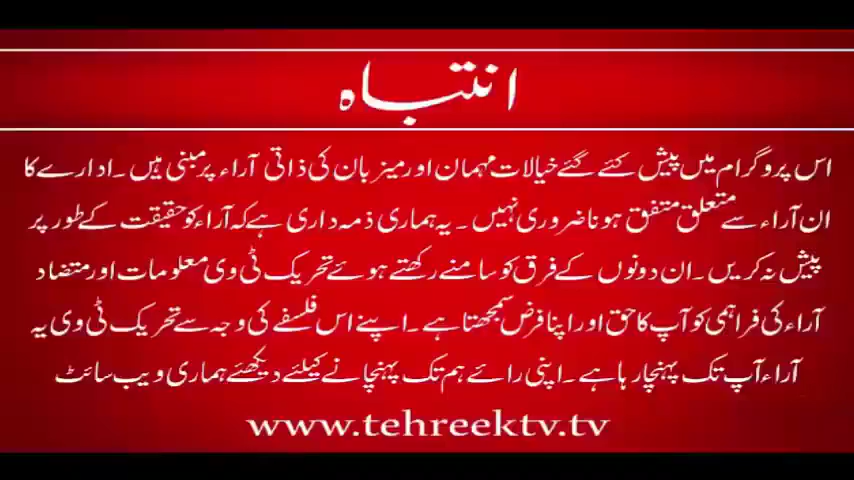 انتباہ
اس پروگرام میں پیش کئے گئے خیالات مہمان اور میزبان کی ذاتی آراء پر مبنی ہیں۔ ادارے کا
ان آراء سے متعلق متفق ہونا ضروری نہیں۔ یہ ہماری ذمہ داری ہے کہ آراء کو حقیقت کے طور پر
پیش نہ کریں۔ ان دونوں کے فرق کو سامنے رکھتے ہوئے تحریک ٹی وی معلومات اور متضاد
آراء کی فراہمی کو آپ کا حق اور اپنا فرض سمجھتا ہے۔ اپنے اس فلسفے کی وجہ سے تحریک ٹی وی یہ
آراء آپ تک پہنچا رہا ہے۔ اپنی رائے ہم تک پہنچانے کیلئے دیکھئے ہماری ویب سائٹ
www.tehreektv.tv